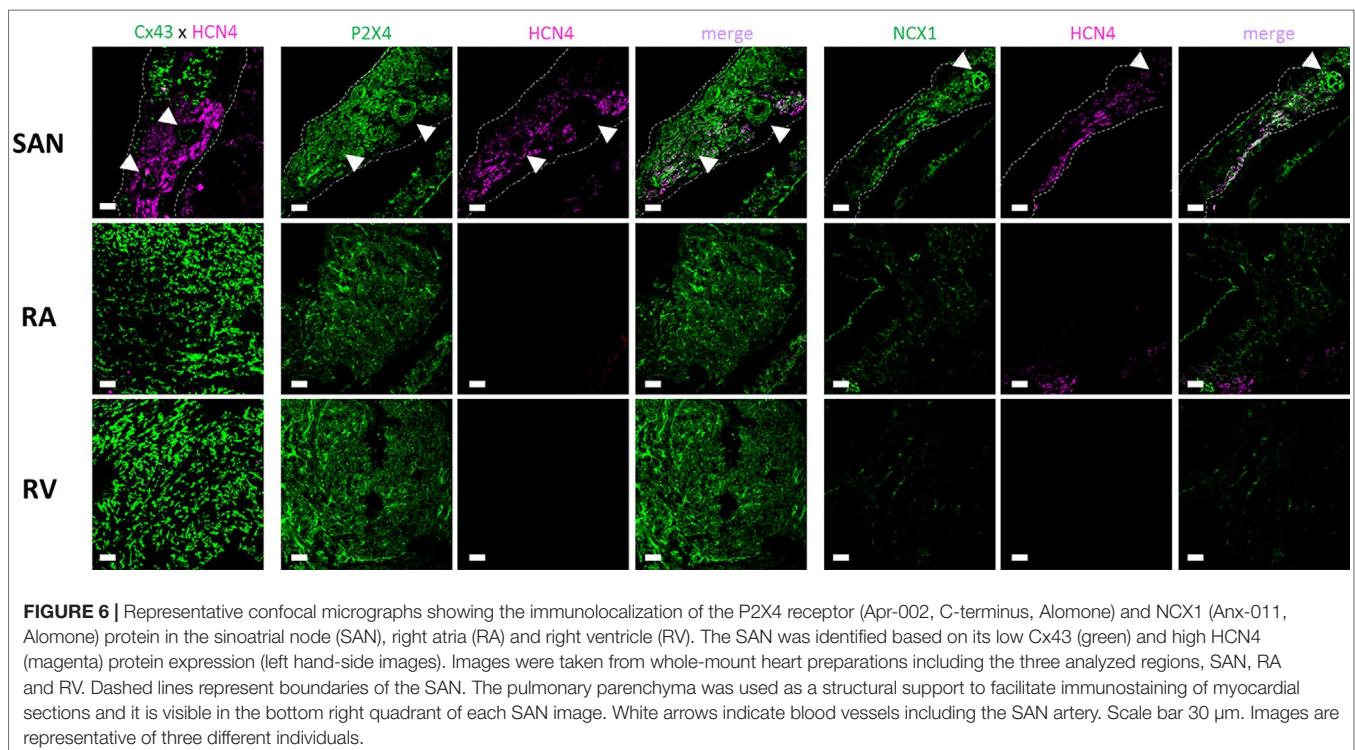 Cx43 x HCN4 P2X4 HCN4 merge NCX1 HCN4 merge
SAN
RA
RV
FIGURE 6 | Representative confocal micrographs showing the immunolocalization of the P2X4 receptor (Apr-002, C-terminus, Alomone) and NCX1 (Anx-011,
Alomone) protein in the sinoatrial node (SAN), right atria (RA) and right ventricle (RV). The SAN was identified based on its low Cx43 (green) and high HCN4
(magenta) protein expression (left hand-side images). Images were taken from whole-mount heart preparations including the three analyzed regions, SAN, RA
and RV. Dashed lines represent boundaries of the SAN. The pulmonary parenchyma was used as a structural support to facilitate immunostaining of myocardial
sections and it is visible in the bottom right quadrant of each SAN image. White arrows indicate blood vessels including the SAN artery. Scale bar 30 µm. Images are
representative of three different individuals.